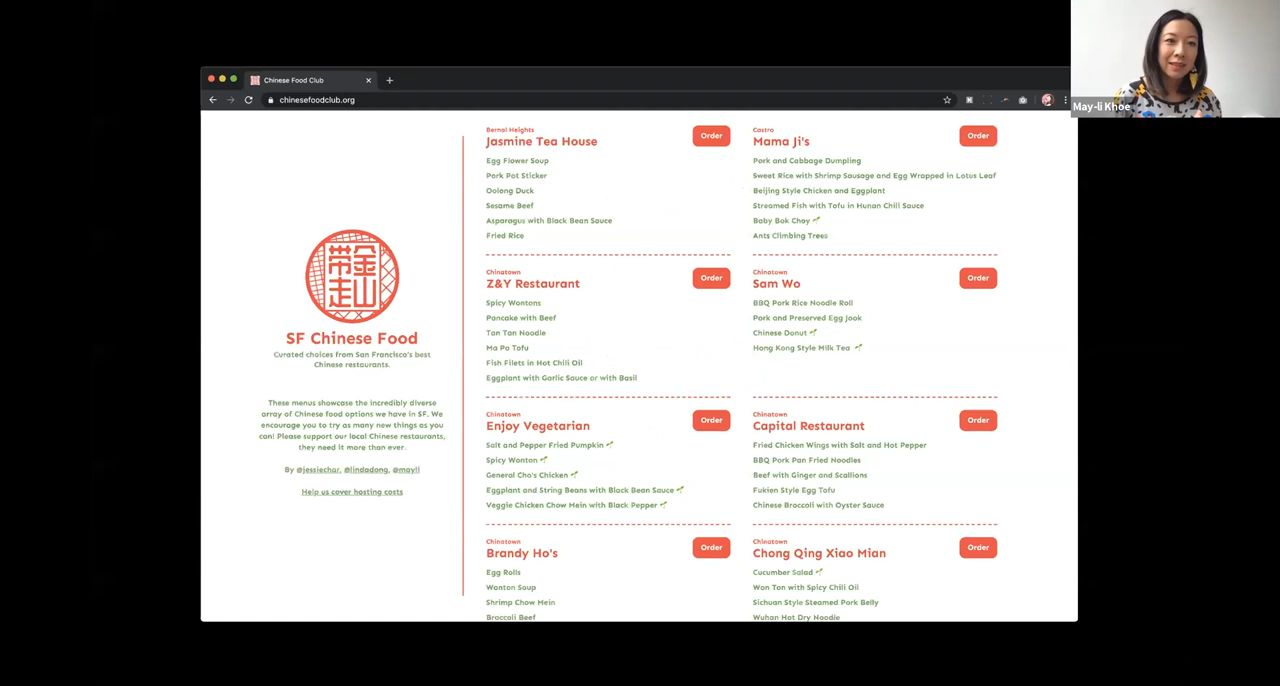 Chinese Food Club
chinesefoodclub.org
May-li Khoe
带金
走山
SF Chinese Food
Curated choices from San Francisco's best
Chinese restaurants.
These menus showcase the incredibly diverse
array of Chinese food options we have in SF. We
encourage you to try as many new things as you
can! Please support our local Chinese restaurants,
they need it more than ever.
By @jessiechar, @lindadong, @mayli
Help us cover hosting costs
Bernal Heights
Jasmine Tea House
Order
Egg Flower Soup
Pork Pot Sticker
Oolong Duck
Sesame Beef
Asparagus with Black Bean Sauce
Fried Rice
Castro
Mama Ji's
Order
Pork and Cabbage Dumpling
Sweet Rice with Shrimp Sausage and Egg Wrapped in Lotus Leaf
Beijing Style Chicken and Eggplant
Streamed Fish with Tofu in Hunan Chili Sauce
Baby Bok Choy
Ants Climbing Trees
Chinatown
Z&Y Restaurant
Order
Spicy Wontons
Pancake with Beef
Tan Tan Noodle
Ma Po Tofu
Fish Filets in Hot Chili Oil
Eggplant with Garlic Sauce or with Basil
Chinatown
Sam Wo
Order
BBQ Pork Rice Noodle Roll
Pork and Preserved Egg Jook
Chinese Donut
Hong Kong Style Milk Tea
Chinatown
Enjoy Vegetarian
Order
Salt and Pepper Fried Pumpkin
Spicy Wonton
General Cho's Chicken
Eggplant and String Beans with Black Bean Sauce
Veggie Chicken Chow Mein with Black Pepper
Chinatown
Capital Restaurant
Order
Fried Chicken Wings with Salt and Hot Pepper
BBQ Pork Pan Fried Noodles
Beef with Ginger and Scallions
Fukien Style Egg Tofu
Chinese Broccoli with Oyster Sauce
Chinatown
Brandy Ho's
Order
Egg Rolls
Wonton Soup
Shrimp Chow Mein
Broccoli Beef
Chinatown
Chong Qing Xiao Mian
Order
Cucumber Salad
Wan Ton with Spicy Chili Oil
Sichuan Style Steamed Pork Belly
Wuhan Hot Dry Noodle